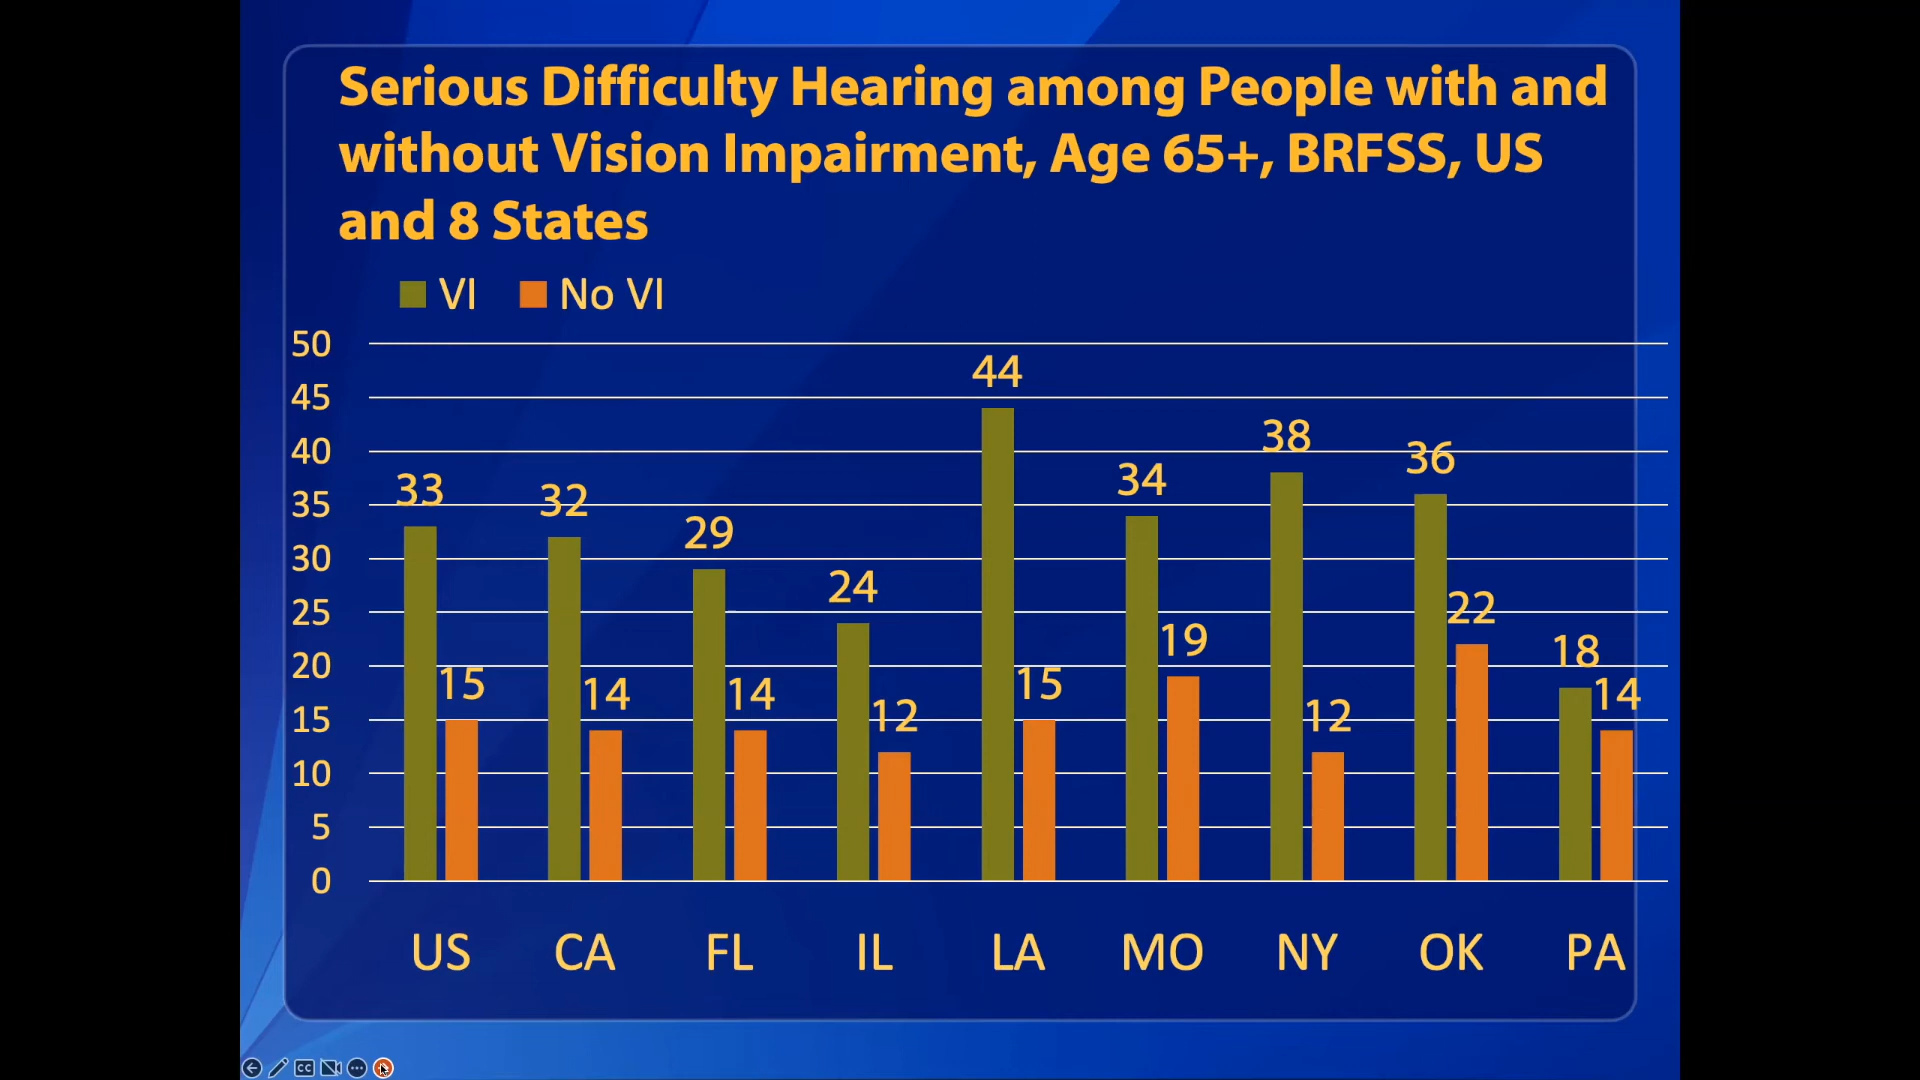 Serious Difficulty Hearing among People with and
without Vision Impairment, Age 65+, BRFSS, US
and 8 States
VI No VI
50
45
40
35
30
25
20
15
10
5
0
33 15 32 14 29 14 24 12 44 15 34 19 38 12 36 22 18 14
US CA FL IL LA MO NY OK PA
CC